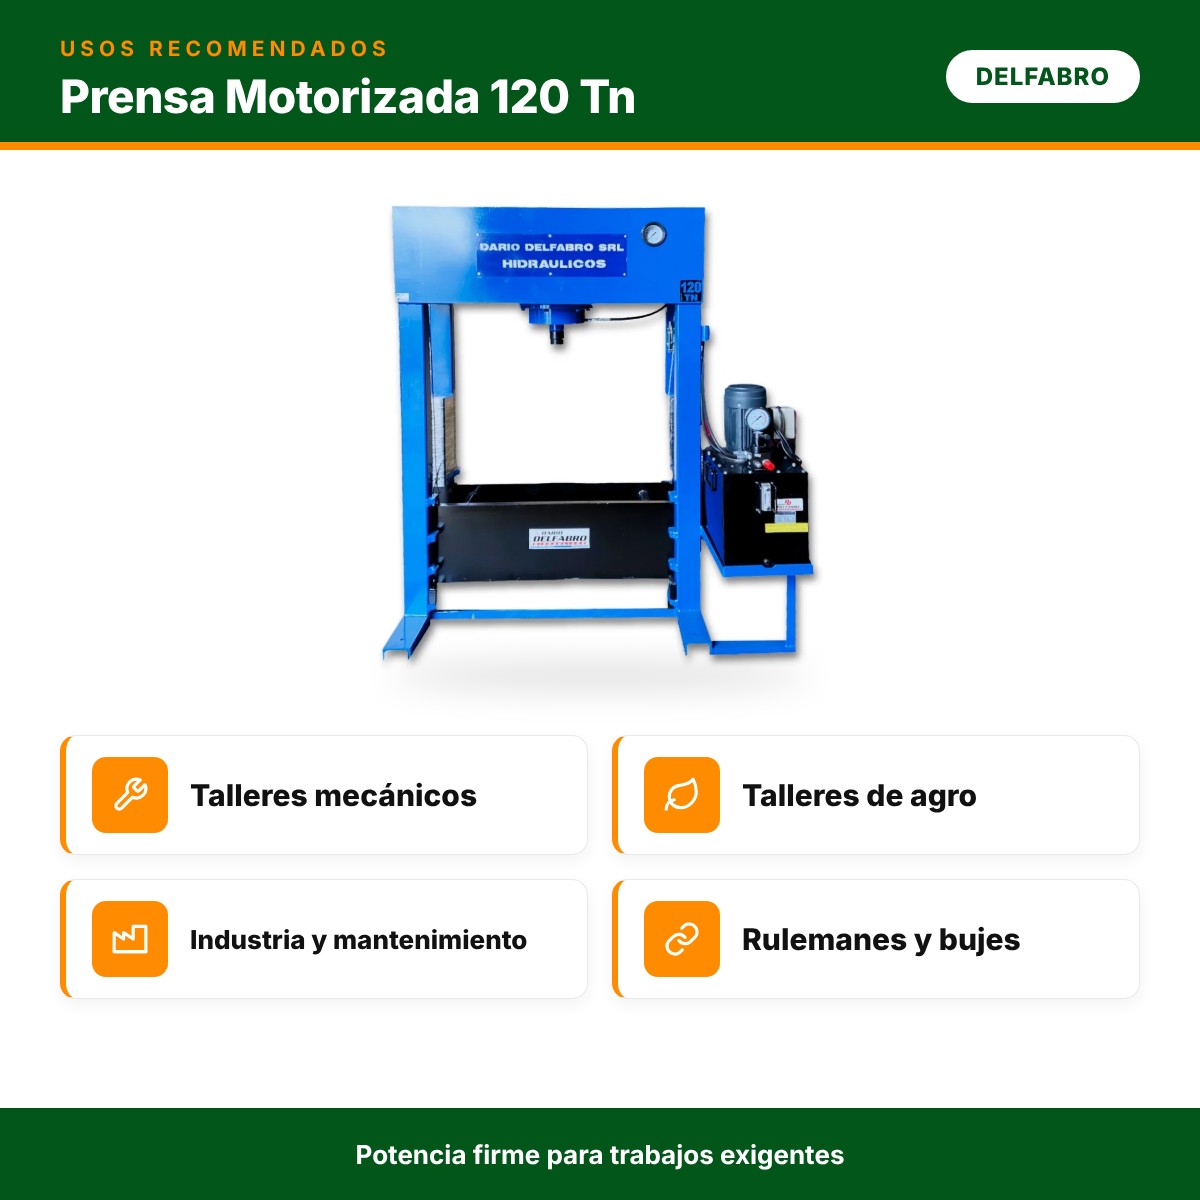 USOS RECOMENDADOS
Prensa Motorizada 120 Tn
DELFABRO
DARIO DELFABRO SRL
HIDRAULICOS
120
TN
DARIO
DELFABRO
Talleres mecánicos
Talleres de agro
Industria y mantenimiento
Rulemanes y bujes
Potencia firme para trabajos exigentes